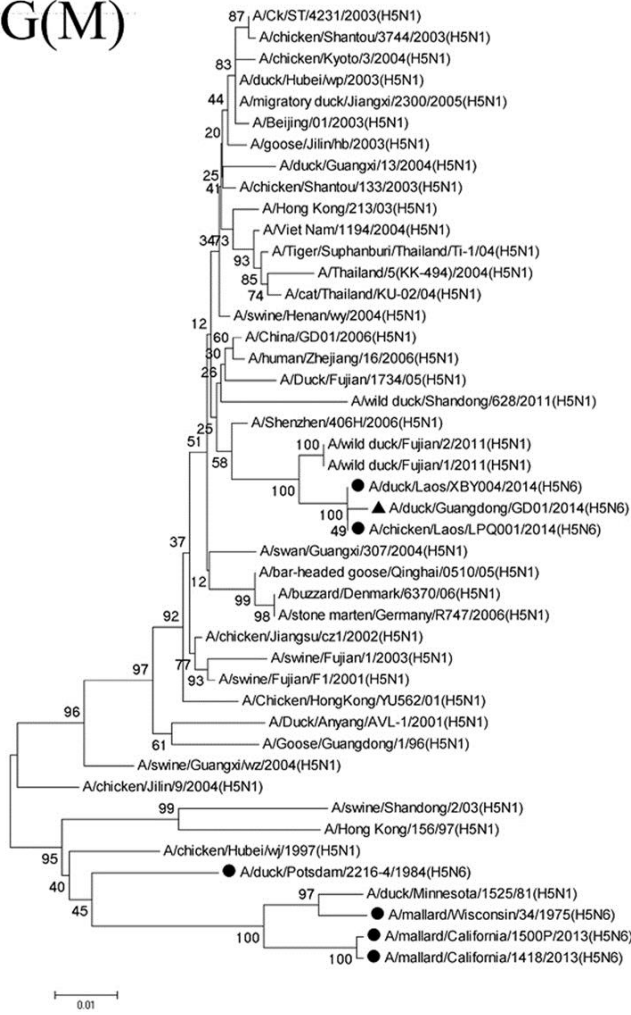 G(M)
87 A/Ck/ST/4231/2003(H5N1)
A/chicken/Shantou/3744/2003(H5N1)
A/chicken/Kyoto/3/2004(H5N1)
83
A/duck/Hubei/wp/2003(H5N1)
44 A/migratory duck/Jiangxi/2300/2005(H5N1)
A/Beijing/01/2003(H5N1)
20
A/goose/Jilin/hb/2003(H5N1)
A/duck/Guangxi/13/2004(H5N1)
25
41 A/chicken/Shantou/133/2003(H5N1)
A/Hong Kong/213/03(H5N1)
A/Viet Nam/1194/2004(H5N1)
34 73
A/Tiger/Suphanburi/Thailand/Ti-1/04(H5N1)
93
A/Thailand/5(KK-494)/2004(H5N1)
85
74 A/cat/Thailand/KU-02/04(H5N1)
A/swine/Henan/wy/2004(H5N1)
12
60 A/China/GD01/2006(H5N1)
30 A/human/Zhejiang/16/2006(H5N1)
26 A/Duck/Fujian/1734/05(H5N1)
A/wild duck/Shandong/628/2011(H5N1)
A/Shenzhen/406H/2006(H5N1)
25
51 100 A/wild duck/Fujian/2/2011(H5N1)
58 A/wild duck/Fujian/1/2011(H5N1)
A/duck/Laos/XBY004/2014(H5N6)
100
A/duck/Guangdong/GD01/2014(H5N6)
100
49 A/chicken/Laos/LPQ001/2014(H5N6)
37
A/swan/Guangxi/307/2004(H5N1)
A/bar-headed goose/Qinghai/0510/05(H5N1)
12
A/buzzard/Denmark/6370/06(H5N1)
99
98 A/stone marten/Germany/R747/2006(H5N1)
92
A/chicken/Jiangsu/cz1/2002(H5N1)
A/swine/Fujian/1/2003(H5N1)
77
97 93 A/swine/Fujian/F1/2001(H5N1)
A/Chicken/HongKong/YU562/01(H5N1)
96
A/Duck/Anyang/AVL-1/2001(H5N1)
61 A/Goose/Guangdong/1/96(H5N1)
A/swine/Guangxi/wz/2004(H5N1)
A/chicken/Jilin/9/2004(H5N1)
99 A/swine/Shandong/2/03(H5N1)
A/Hong Kong/156/97(H5N1)
95 A/chicken/Hubei/wj/1997(H5N1)
A/duck/Potsdam/2216-4/1984(H5N6)
40
97 A/duck/Minnesota/1525/81(H5N1)
45 A/mallard/Wisconsin/34/1975(H5N6)
100 A/mallard/California/1500P/2013(H5N6)
100 A/mallard/California/1418/2013(H5N6)
0.01